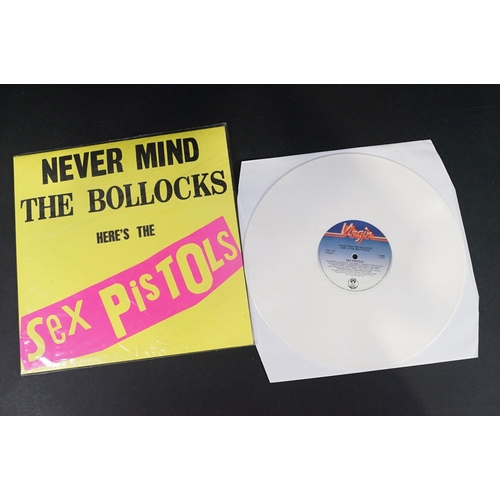 NEVER MIND
THE BOLLOCKS
HERE'S THE
SEX PISTOLS
Virgin